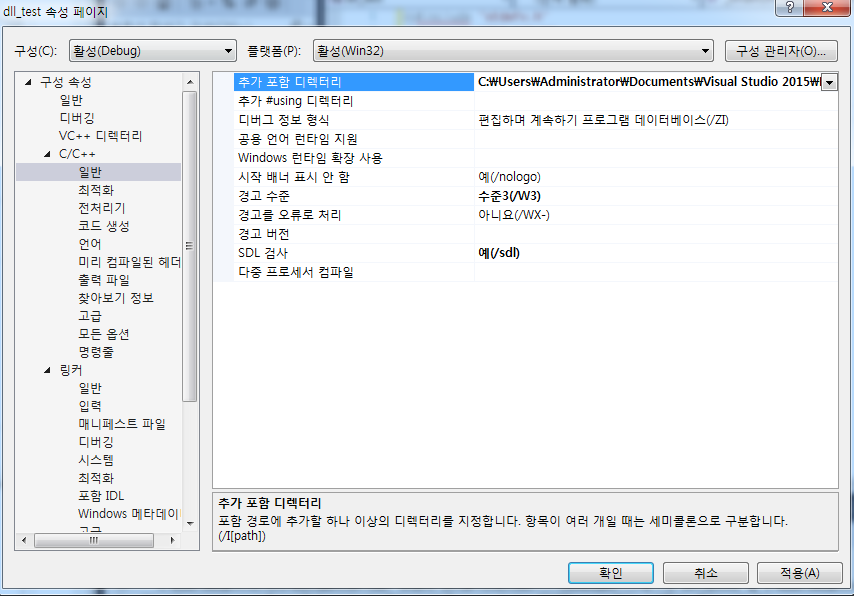 dll_test 속성 페이지
구성(C): 활성(Debug) 플랫폼(P): 활성(Win32) 구성 관리자(O)...
구성 속성
일반
디버깅
VC++ 디렉터리
C/C++
일반
최적화
전처리기
코드 생성
언어
미리 컴파일된 헤더
출력 파일
찾아보기 정보
고급
모든 옵션
명령줄
링커
일반
입력
매니페스트 파일
디버깅
시스템
최적화
포함 IDL
Windows 메타데이
고급
추가 포함 디렉터리 C:₩Users₩Administrator₩Documents₩Visual Studio 2015₩
추가 #using 디렉터리
디버그 정보 형식 편집하며 계속하기 프로그램 데이터베이스(/ZI)
공용 언어 런타임 지원
Windows 런타임 확장 사용
시작 배너 표시 안 함 예(/nologo)
경고 수준 수준3(/W3)
경고를 오류로 처리 아니요(/WX-)
경고 버전
SDL 검사 예(/sdl)
다중 프로세서 컴파일
추가 포함 디렉터리
포함 경로에 추가할 하나 이상의 디렉터리를 지정합니다. 항목이 여러 개일 때는 세미콜론으로 구분합니다.
(/I[path])
확인 취소 적용(A)